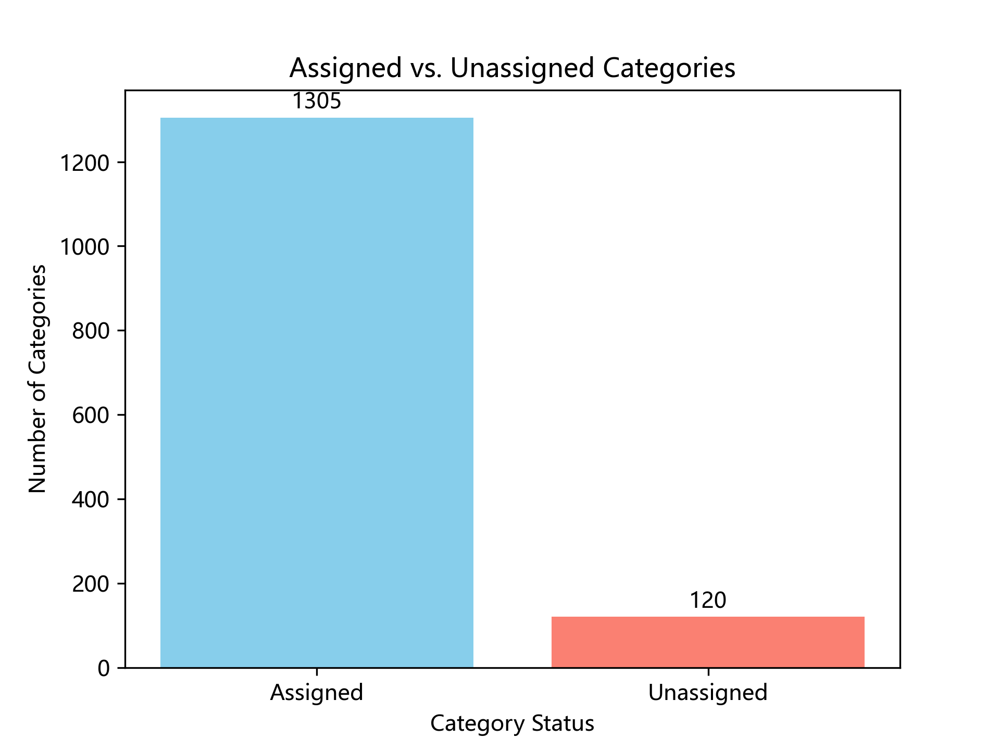 Assigned vs. Unassigned Categories
1305
1200
1000
800
600
400
200
0
120
Number of Categories
Assigned
Unassigned
Category Status